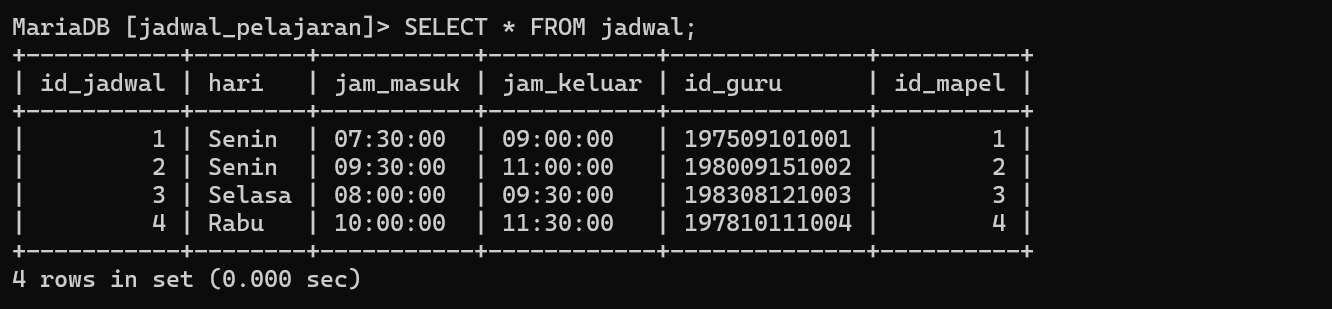 MariaDB [jadwal_pelajaran]> SELECT * FROM jadwal;
+-----------+--------+-----------+------------+--------------+----------+
| id_jadwal | hari   | jam_masuk | jam_keluar | id_guru      | id_mapel |
+-----------+--------+-----------+------------+--------------+----------+
|         1 | Senin  | 07:30:00  | 09:00:00   | 197509101001 |        1 |
|         2 | Senin  | 09:30:00  | 11:00:00   | 198009151002 |        2 |
|         3 | Selasa | 08:00:00  | 09:30:00   | 198308121003 |        3 |
|         4 | Rabu   | 10:00:00  | 11:30:00   | 197810111004 |        4 |
+-----------+--------+-----------+------------+--------------+----------+
4 rows in set (0.000 sec)